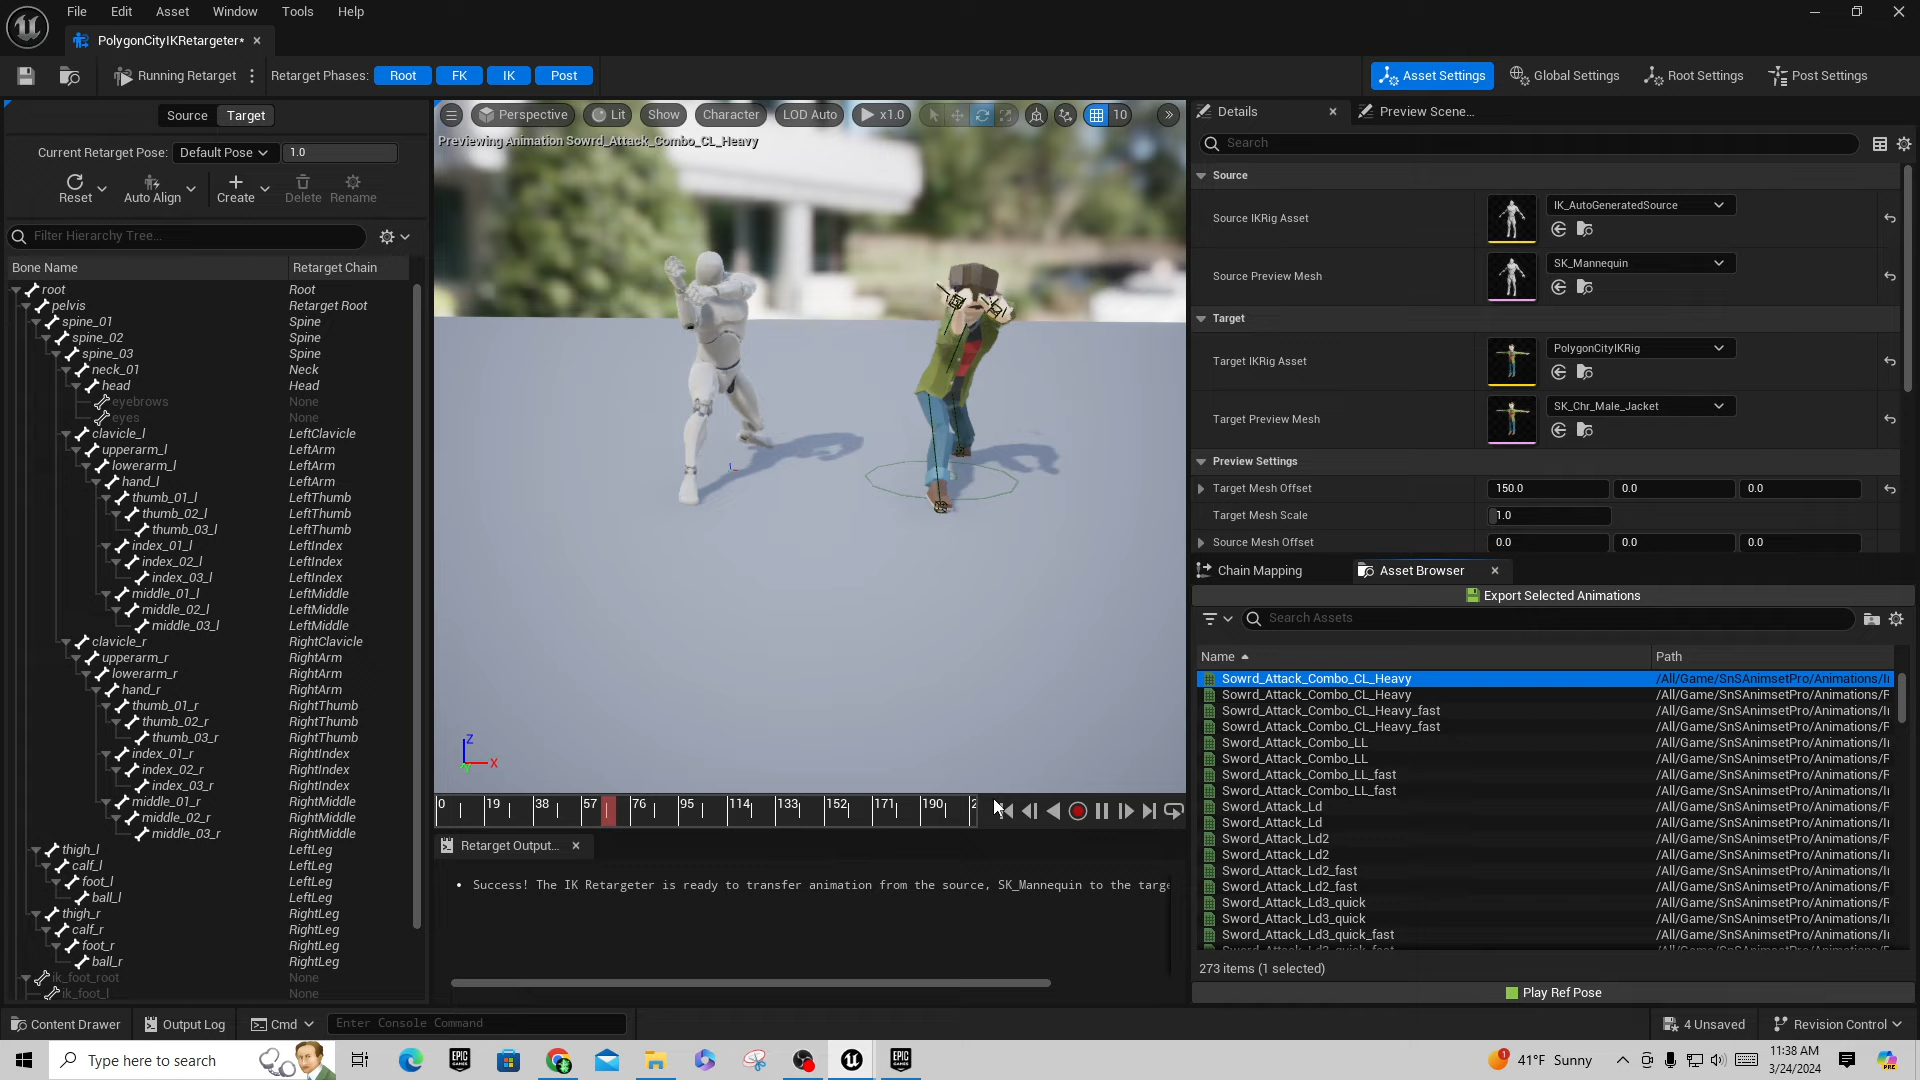 File Edit Asset Window Tools Help
PolygonCityIKRetargeter*
Running Retarget Retarget Phases: Root FK IK Post Asset Settings Global Settings Root Settings Post Settings
Source Target
Current Retarget Pose: Default Pose 1.0
Reset Auto Align Create Delete Rename
Filter Hierarchy Tree...
Bone Name Retarget Chain
root Root
pelvis Retarget Root
spine_01 Spine
spine_02 Spine
spine_03 Spine
neck_01 Neck
head Head
eyebrows None
eyes None
clavicle_l LeftClavicle
upperarm_l LeftArm
lowerarm_l LeftArm
hand_l LeftArm
thumb_01_l LeftThumb
thumb_02_l LeftThumb
thumb_03_l LeftThumb
index_01_l LeftIndex
index_02_l LeftIndex
index_03_l LeftIndex
middle_01_l LeftMiddle
middle_02_l LeftMiddle
middle_03_l LeftMiddle
clavicle_r RightClavicle
upperarm_r RightArm
lowerarm_r RightArm
hand_r RightArm
thumb_01_r RightThumb
thumb_02_r RightThumb
thumb_03_r RightThumb
index_01_r RightIndex
index_02_r RightIndex
index_03_r RightIndex
middle_01_r RightMiddle
middle_02_r RightMiddle
middle_03_r RightMiddle
thigh_l LeftLeg
calf_l LeftLeg
foot_l LeftLeg
ball_l LeftLeg
thigh_r RightLeg
calf_r RightLeg
foot_r RightLeg
ball_r RightLeg
ik_foot_root None
ik_foot_l None
Perspective Lit Show Character LOD Auto x1.0 10
Previewing Animation Sowrd_Attack_Combo_CL_Heavy
Z
X
Y
0 19 38 57 76 95 114 133 152 171 190 2
Retarget Output...
• Success! The IK Retargeter is ready to transfer animation from the source, SK_Mannequin to the targe
Details Preview Scene...
Search
Source
Source IKRig Asset IK_AutoGeneratedSource
Source Preview Mesh SK_Mannequin
Target
Target IKRig Asset PolygonCityIKRig
Target Preview Mesh SK_Chr_Male_Jacket
Preview Settings
Target Mesh Offset 150.0 0.0 0.0
Target Mesh Scale 1.0
Source Mesh Offset 0.0 0.0 0.0
Chain Mapping Asset Browser
Export Selected Animations
Search Assets
Name Path
Sowrd_Attack_Combo_CL_Heavy /All/Game/SnSAnimsetPro/Animations/I
Sowrd_Attack_Combo_CL_Heavy /All/Game/SnSAnimsetPro/Animations/F
Sowrd_Attack_Combo_CL_Heavy_fast /All/Game/SnSAnimsetPro/Animations/I
Sowrd_Attack_Combo_CL_Heavy_fast /All/Game/SnSAnimsetPro/Animations/F
Sword_Attack_Combo_LL /All/Game/SnSAnimsetPro/Animations/I
Sword_Attack_Combo_LL /All/Game/SnSAnimsetPro/Animations/F
Sword_Attack_Combo_LL_fast /All/Game/SnSAnimsetPro/Animations/I
Sword_Attack_Combo_LL_fast /All/Game/SnSAnimsetPro/Animations/F
Sword_Attack_Ld /All/Game/SnSAnimsetPro/Animations/I
Sword_Attack_Ld /All/Game/SnSAnimsetPro/Animations/F
Sword_Attack_Ld2 /All/Game/SnSAnimsetPro/Animations/I
Sword_Attack_Ld2 /All/Game/SnSAnimsetPro/Animations/F
Sword_Attack_Ld2_fast /All/Game/SnSAnimsetPro/Animations/I
Sword_Attack_Ld2_fast /All/Game/SnSAnimsetPro/Animations/F
Sword_Attack_Ld3_quick /All/Game/SnSAnimsetPro/Animations/I
Sword_Attack_Ld3_quick /All/Game/SnSAnimsetPro/Animations/F
Sword_Attack_Ld3_quick_fast /All/Game/SnSAnimsetPro/Animations/I
Sword_Attack_Ld3_quick_fast /All/Game/SnSAnimsetPro/Animations/F
273 items (1 selected)
Play Ref Pose
Content Drawer Output Log Cmd Enter Console Command 4 Unsaved Revision Control
Type here to search 41°F Sunny 11:38 AM
3/24/2024